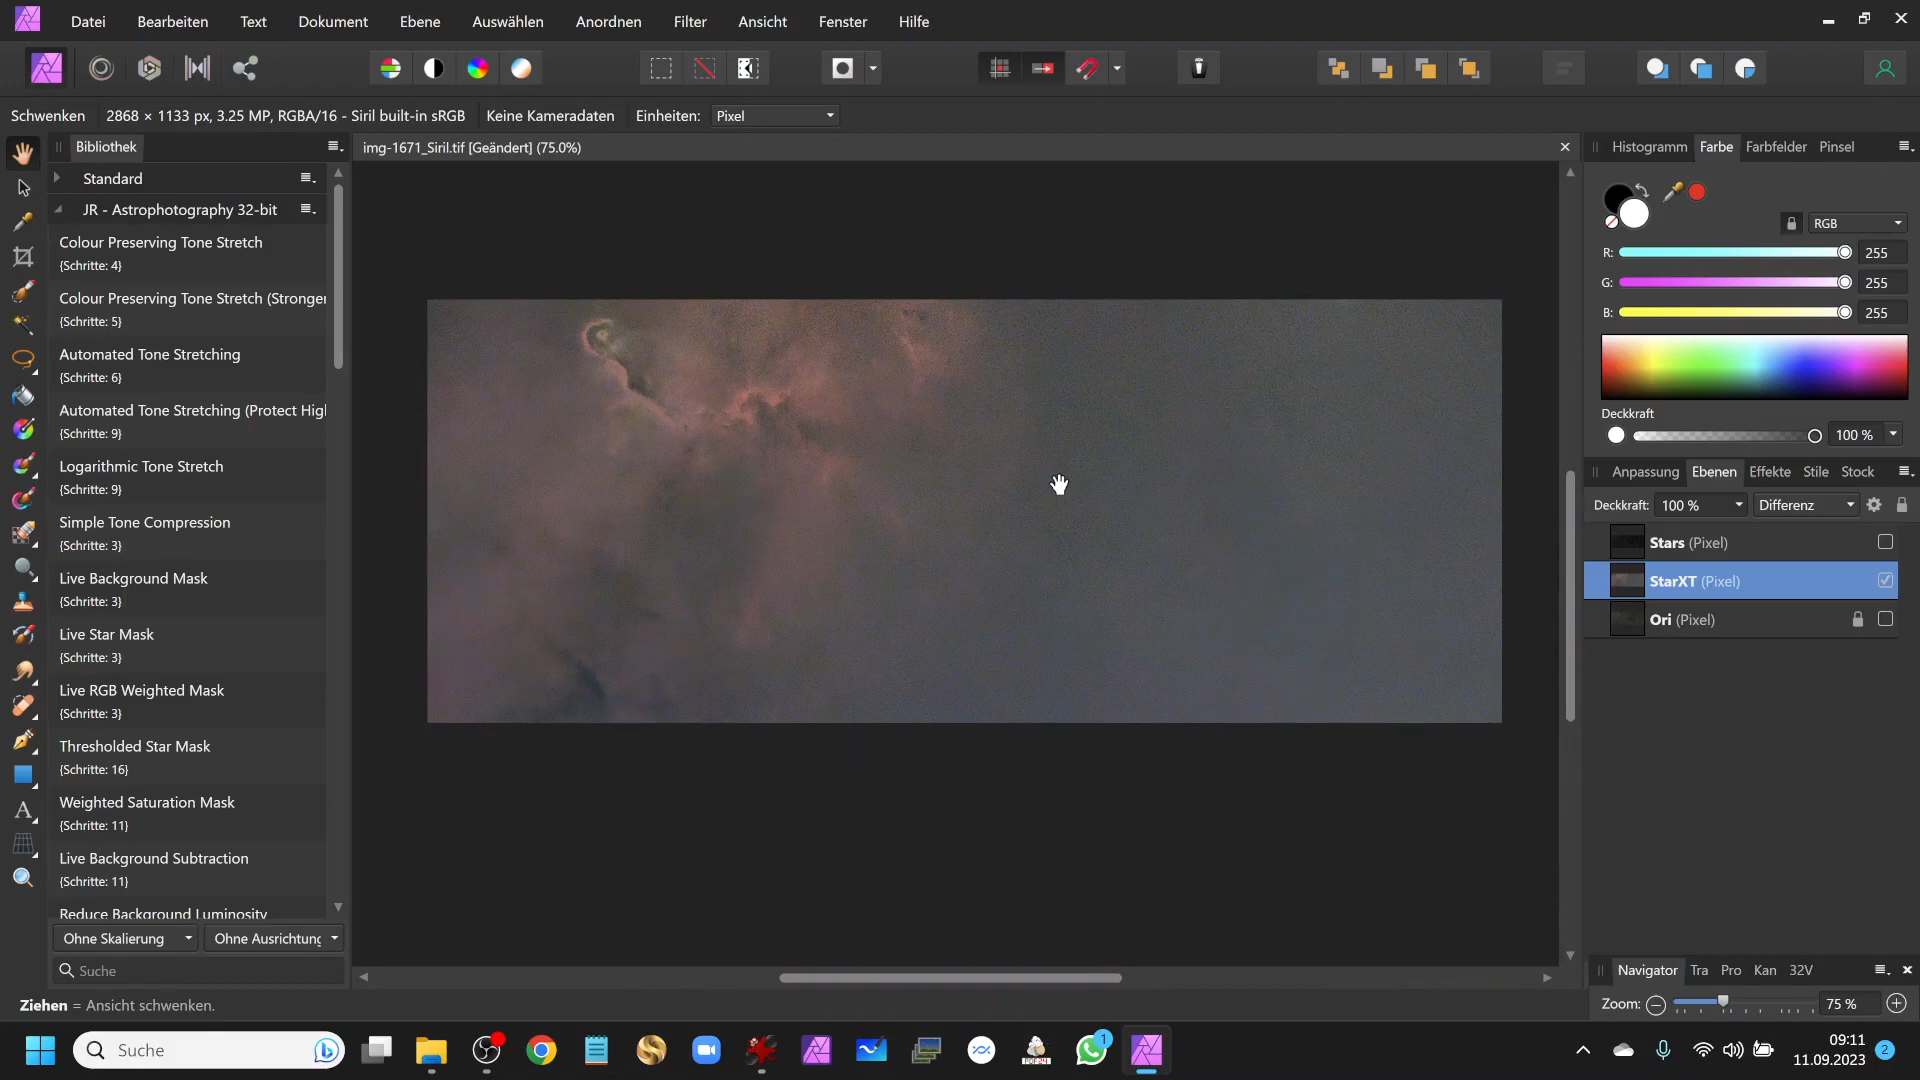 Datei Bearbeiten Text Dokument Ebene Auswählen Anordnen Filter Ansicht Fenster Hilfe
Schwenken 2868 × 1133 px, 3.25 MP, RGBA/16 - Siril built-in sRGB Keine Kameradaten Einheiten: Pixel
Bibliothek
img-1671_Siril.tif [Geändert] (75.0%)
Standard
JR - Astrophotography 32-bit
Colour Preserving Tone Stretch
{Schritte: 4}
Colour Preserving Tone Stretch (Stronger
{Schritte: 5}
Automated Tone Stretching
{Schritte: 6}
Automated Tone Stretching (Protect High
{Schritte: 9}
Logarithmic Tone Stretch
{Schritte: 9}
Simple Tone Compression
{Schritte: 3}
Live Background Mask
{Schritte: 3}
Live Star Mask
{Schritte: 3}
Live RGB Weighted Mask
{Schritte: 3}
Thresholded Star Mask
{Schritte: 16}
Weighted Saturation Mask
{Schritte: 11}
Live Background Subtraction
{Schritte: 11}
Reduce Background Luminosity
Ohne Skalierung Ohne Ausrichtung
Suche
Ziehen = Ansicht schwenken.
Histogramm Farbe Farbfelder Pinsel
RGB
R: 255
G: 255
B: 255
Deckkraft
100 %
Anpassung Ebenen Effekte Stile Stock
Deckkraft: 100 % Differenz
Stars (Pixel)
StarXT (Pixel)
Ori (Pixel)
Navigator Tra Pro Kan 32V
Zoom: 75 %
Suche
PDF24
1
09:11
11.09.2023
2